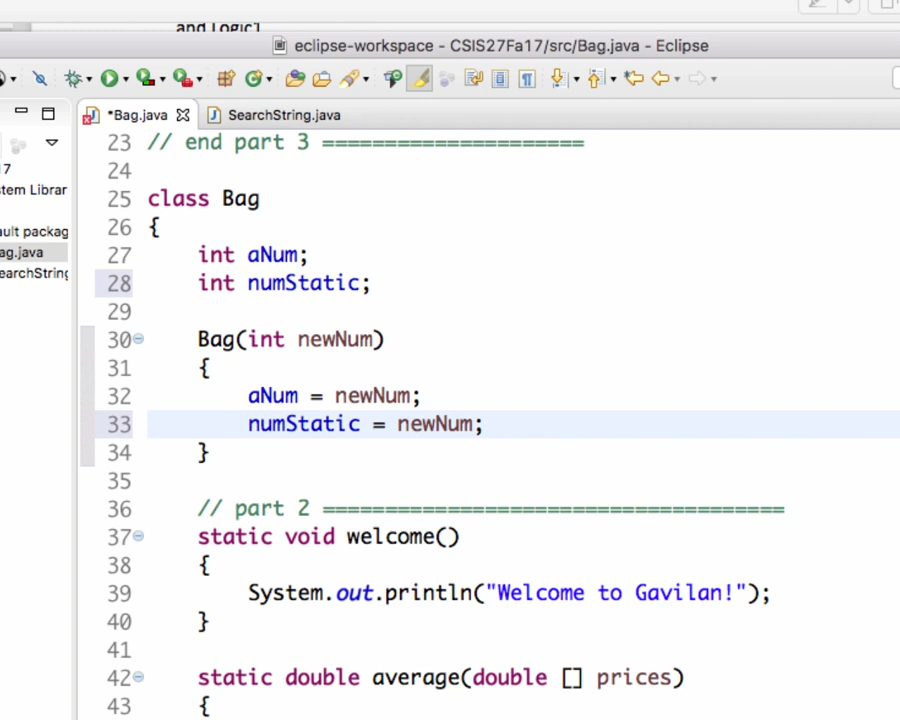 and Logic]
eclipse-workspace - CSIS27Fa17/src/Bag.java - Eclipse
*Bag.java
SearchString.java
17
stem Librar
ault packag
ag.java
earchString
23 // end part 3 =====================
24
25 class Bag
26 {
27 int aNum;
28 int numStatic;
29
30 Bag(int newNum)
31 {
32 aNum = newNum;
33 numStatic = newNum;
34 }
35
36 // part 2 =====================================
37 static void welcome()
38 {
39 System.out.println("Welcome to Gavilan!");
40 }
41
42 static double average(double [] prices)
43 {